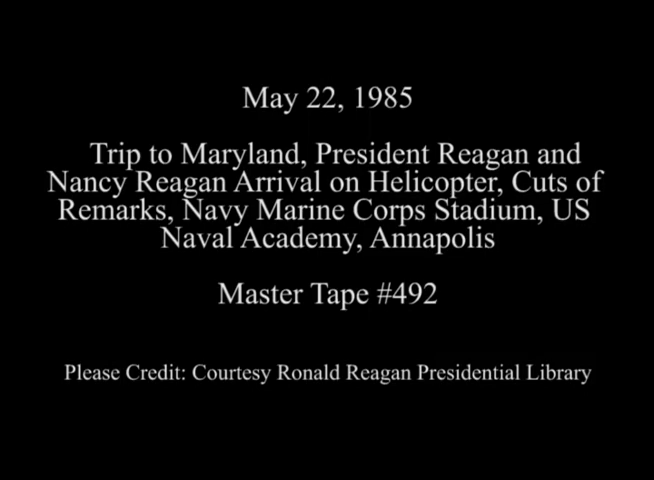 May 22, 1985
Trip to Maryland, President Reagan and
Nancy Reagan Arrival on Helicopter, Cuts of
Remarks, Navy Marine Corps Stadium, US
Naval Academy, Annapolis
Master Tape #492
Please Credit: Courtesy Ronald Reagan Presidential Library